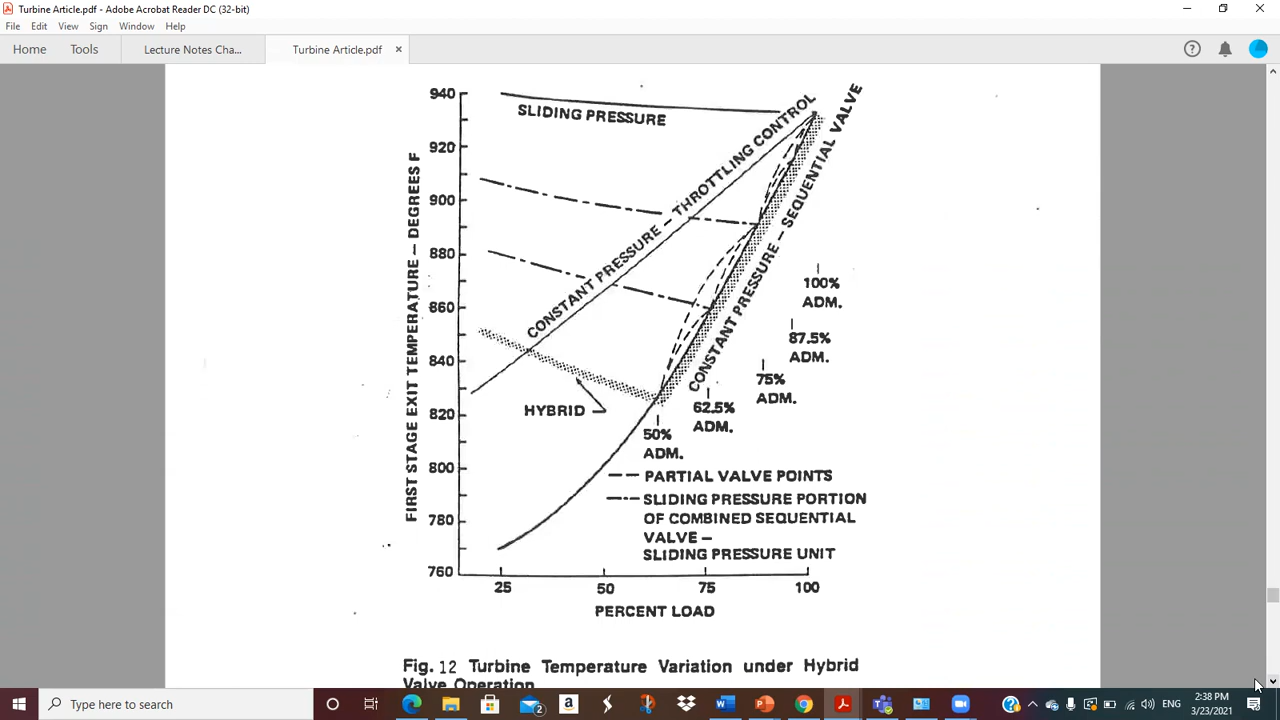 Turbine Article.pdf - Adobe Acrobat Reader DC (32-bit)
File Edit View Sign Window Help
Home Tools Lecture Notes Cha... Turbine Article.pdf ×
940
920
900
880
860
840
820
800
780
760
FIRST STAGE EXIT TEMPERATURE — DEGREES F
SLIDING PRESSURE
CONSTANT PRESSURE - THROTTLING CONTROL
CONSTANT PRESSURE - SEQUENTIAL VALVE
100%
ADM.
87.5%
ADM.
75%
ADM.
62.5%
ADM.
50%
ADM.
HYBRID
PARTIAL VALVE POINTS
SLIDING PRESSURE PORTION
OF COMBINED SEQUENTIAL
VALVE —
SLIDING PRESSURE UNIT
25 50 75 100
PERCENT LOAD
Fig. 12 Turbine Temperature Variation under Hybrid
Valve Operation
Type here to search
2
ENG
2:38 PM
3/23/2021